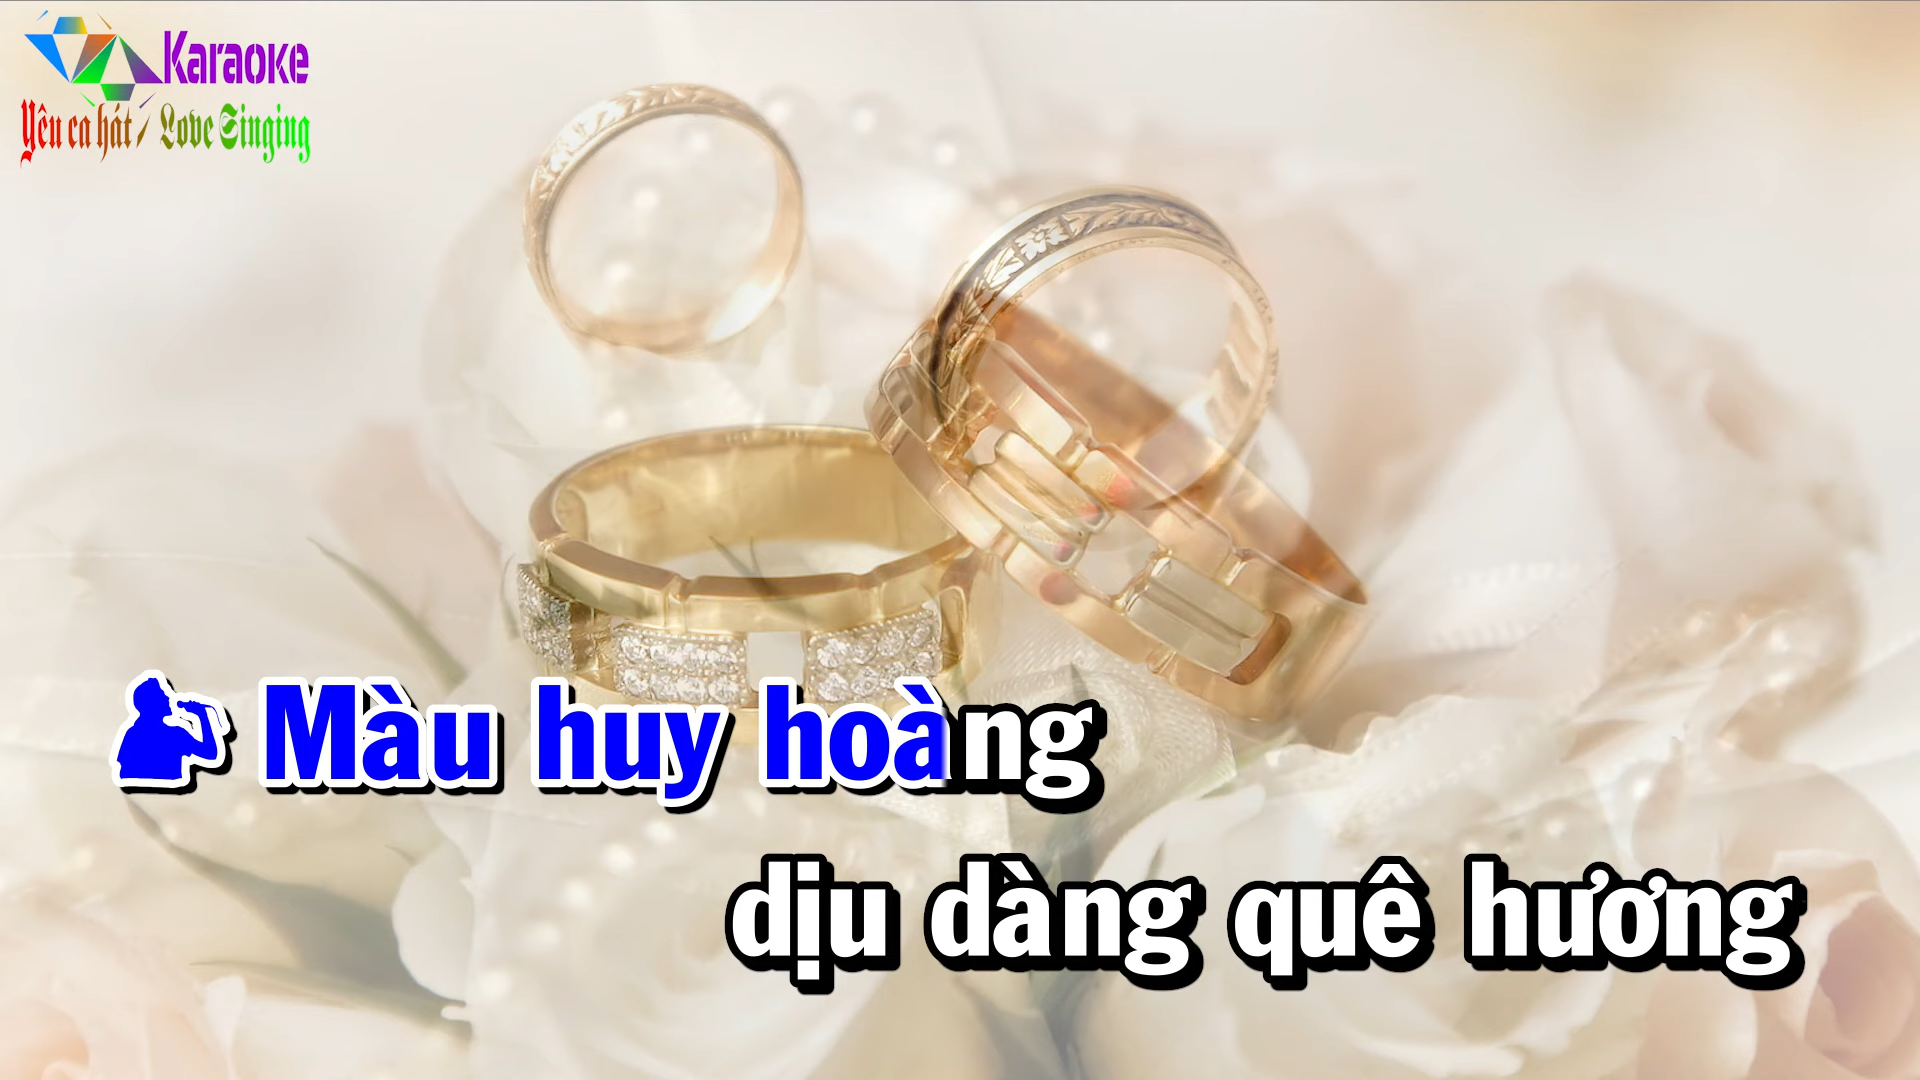 Karaoke
Yêu ca hát / Love Singing
Màu huy hoàng
dịu dàng quê hương